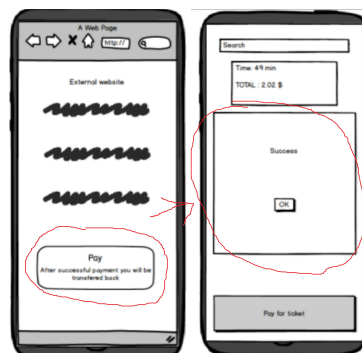 A Web Page
http://
External website
Pay
After successful payment you will be
transfered back
Search
Time: 49 min
TOTAL : 2.02 $
Success
OK
Pay for ticket